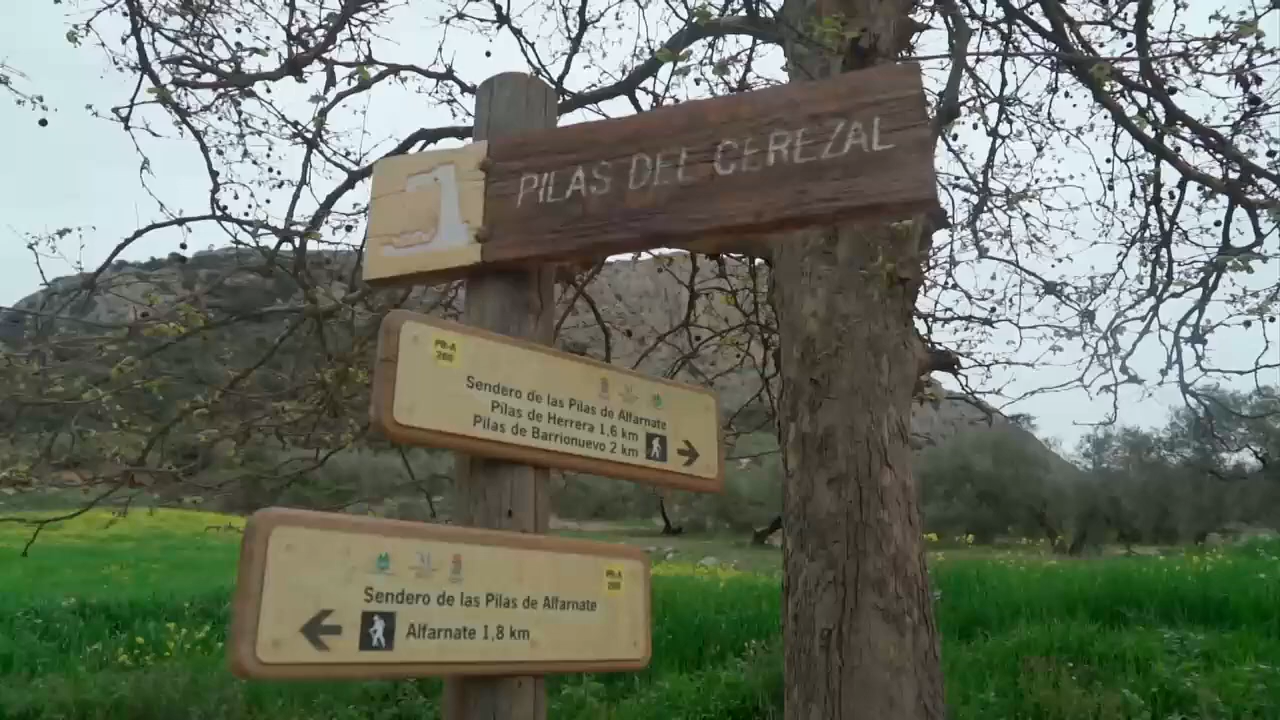 PILAS DEL CEREZAL
PR-A
260
Sendero de las Pilas de Alfarnate
Pilas de Herrera 1,6 km
Pilas de Barrionuevo 2 km
PR-A
Sendero de las Pilas de Alfarnate
Alfarnate 1,8 km